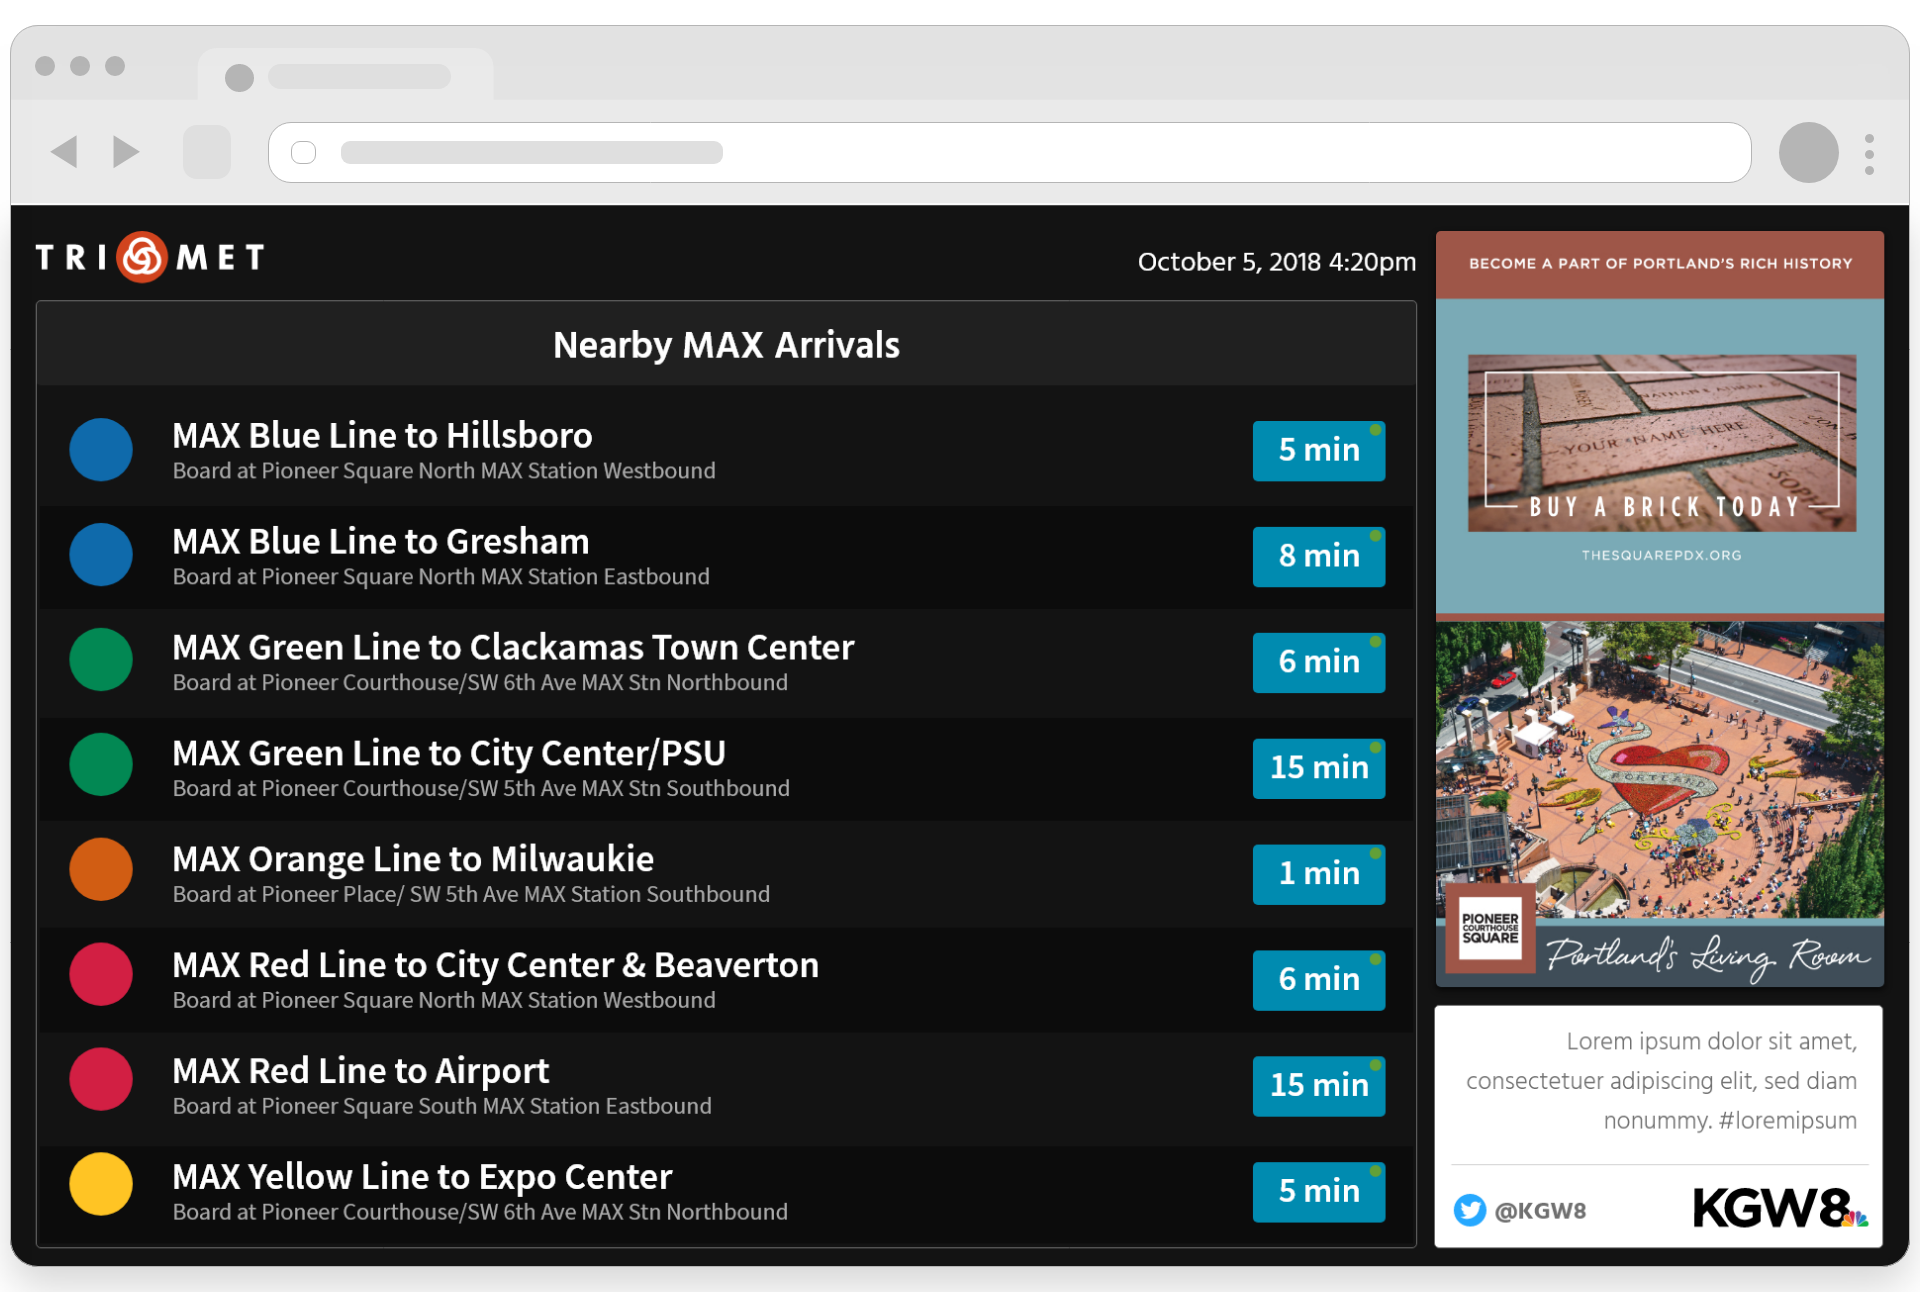 TRI MET
October 5, 2018 4:20pm
Nearby MAX Arrivals
MAX Blue Line to Hillsboro
Board at Pioneer Square North MAX Station Westbound
5 min
MAX Blue Line to Gresham
Board at Pioneer Square North MAX Station Eastbound
8 min
MAX Green Line to Clackamas Town Center
Board at Pioneer Courthouse/SW 6th Ave MAX Stn Northbound
6 min
MAX Green Line to City Center/PSU
Board at Pioneer Courthouse/SW 5th Ave MAX Stn Southbound
15 min
MAX Orange Line to Milwaukie
Board at Pioneer Place/ SW 5th Ave MAX Station Southbound
1 min
MAX Red Line to City Center & Beaverton
Board at Pioneer Square North MAX Station Westbound
6 min
MAX Red Line to Airport
Board at Pioneer Square South MAX Station Eastbound
15 min
MAX Yellow Line to Expo Center
Board at Pioneer Courthouse/SW 6th Ave MAX Stn Northbound
5 min
BECOME A PART OF PORTLAND'S RICH HISTORY
YOUR NAME HERE
SOPHIA
BUY A BRICK TODAY
THESQUAREPDX.ORG
PORTLAND
PIONEER
COURTHOUSE
SQUARE
Portland's Living Room
Lorem ipsum dolor sit amet,
consectetuer adipiscing elit, sed diam
nonummy. #loremipsum
@KGW8
KGW8